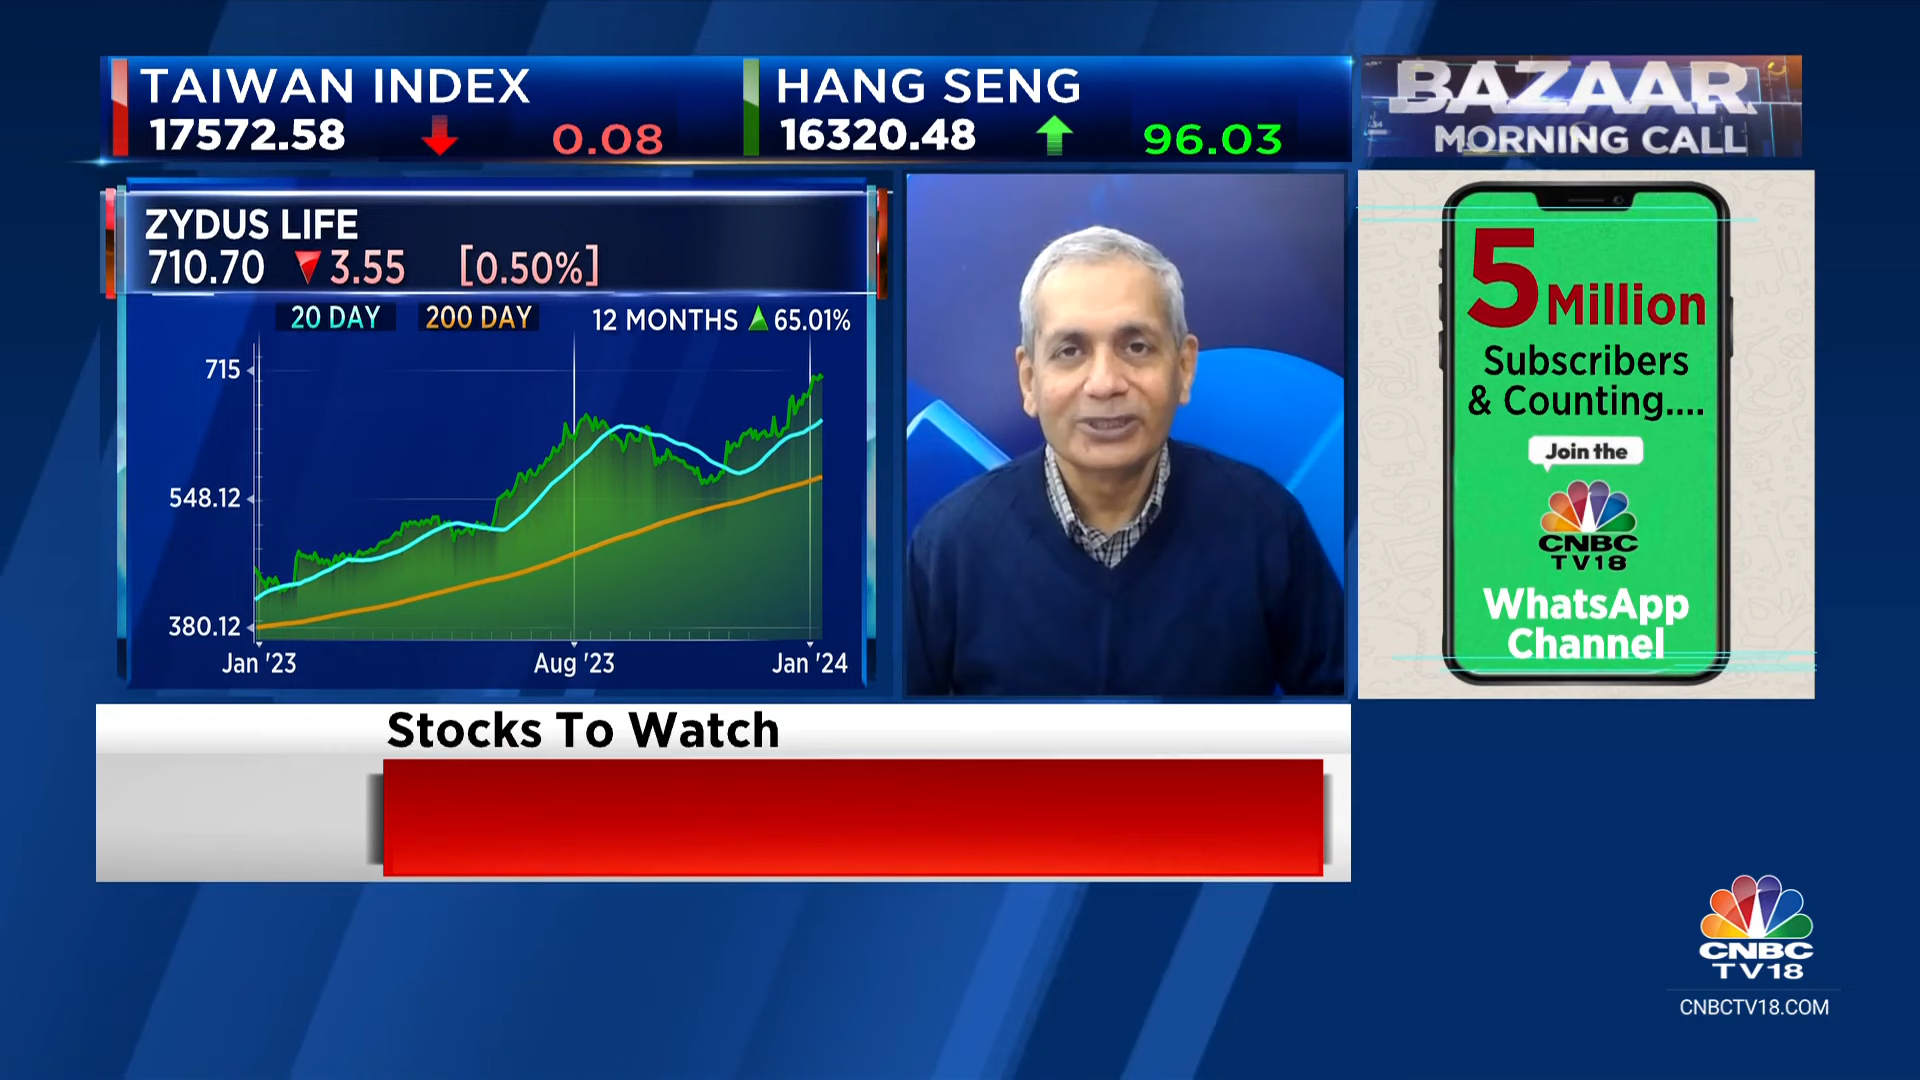 TAIWAN INDEX
17572.58 0.08
HANG SENG
16320.48 96.03
BAZAAR
MORNING CALL
ZYDUS LIFE
710.70 3.55 [0.50%]
20 DAY 200 DAY 12 MONTHS 65.01%
715
548.12
380.12
Jan '23 Aug '23 Jan '24
5 Million
Subscribers
& Counting....
Join the
CNBC
TV18
WhatsApp
Channel
Stocks To Watch
CNBC
TV18
CNBCTV18.COM